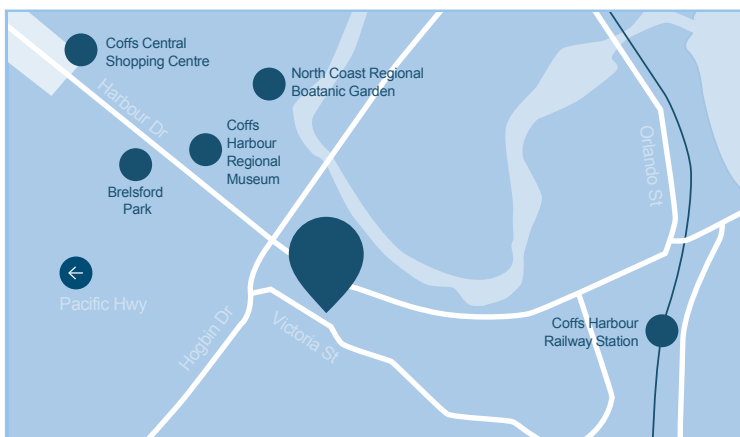 Coffs Central
Shopping Centre
North Coast Regional
Boatanic Garden
Harbour Dr
Coffs
Harbour
Regional
Museum
Brelsford
Park
Orlando St
Pacific Hwy
Hogbin Dr
Victoria St
Coffs Harbour
Railway Station